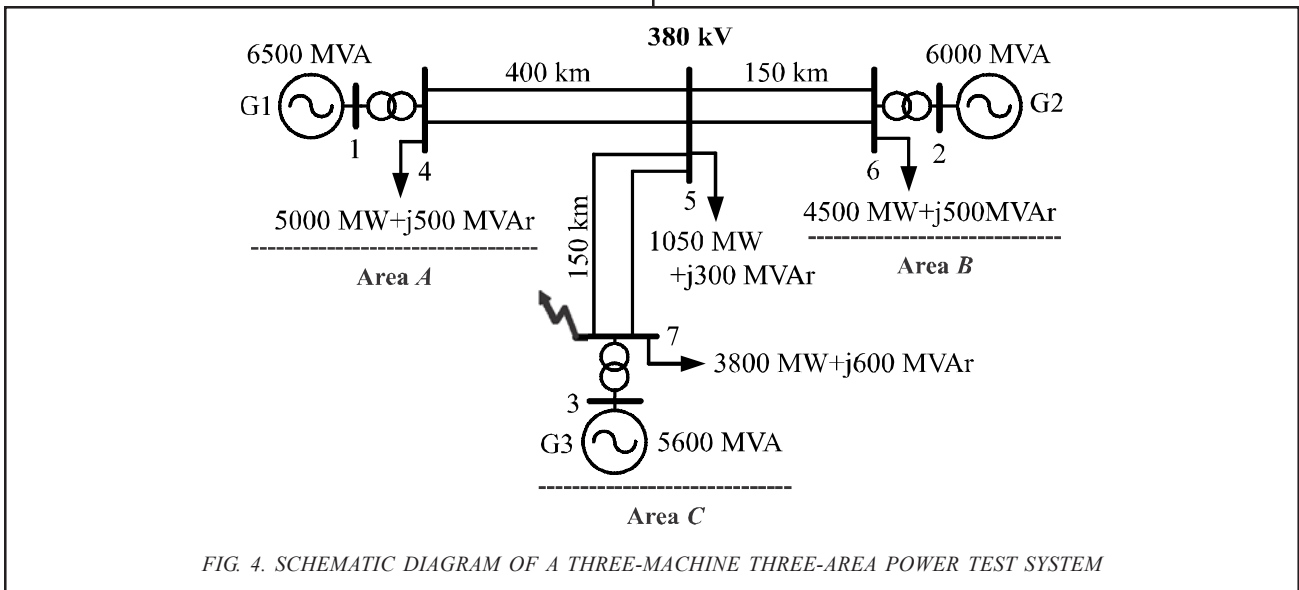 380 kV
6500 MVA
400 km
150 km
6000 MVA
G1
G2
1
4
5
6
2
5000 MW+j500 MVAr
4500 MW+j500MVAr
Area A
Area B
150 km
1050 MW
+j300 MVAr
7
3800 MW+j600 MVAr
3
G3
5600 MVA
Area C
FIG. 4. SCHEMATIC DIAGRAM OF A THREE-MACHINE THREE-AREA POWER TEST SYSTEM